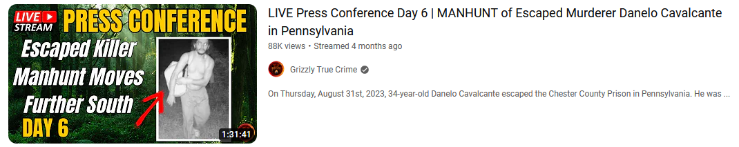 LIVE
STREAM
PRESS CONFERENCE
Escaped Killer
Manhunt Moves
Further South
DAY 6
1:31:41
LIVE Press Conference Day 6 | MANHUNT of Escaped Murderer Danelo Cavalcante
in Pennsylvania
88K views • Streamed 4 months ago
Grizzly True Crime
On Thursday, August 31st, 2023, 34-year-old Danelo Cavalcante escaped the Chester County Prison in Pennsylvania. He was ...